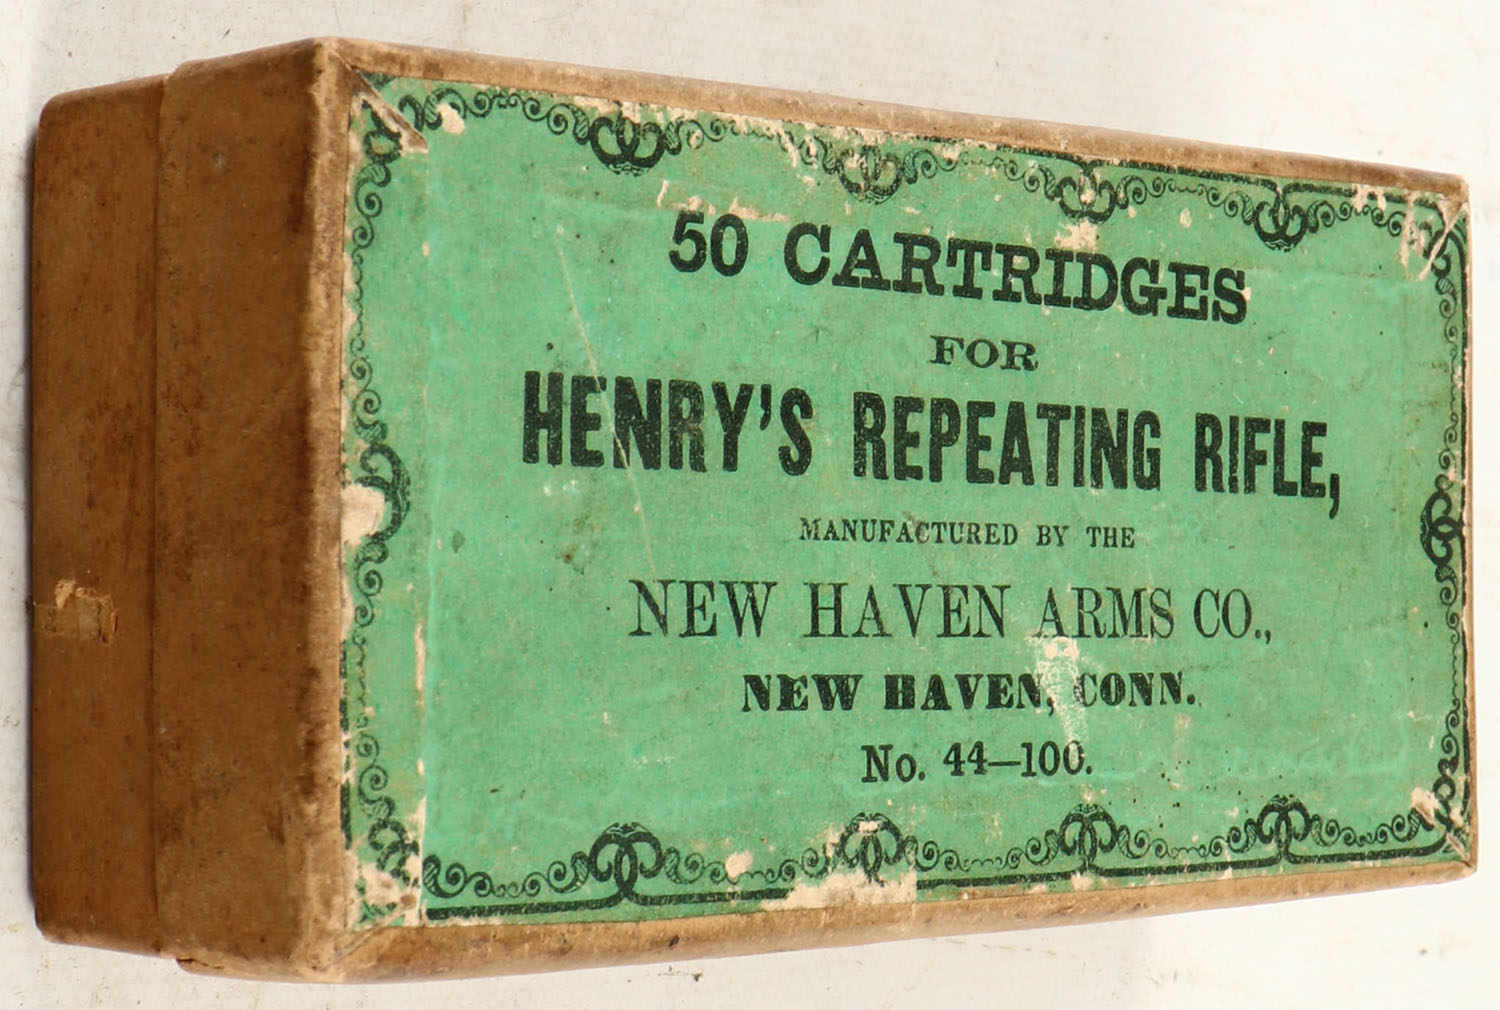 50 CARTRIDGES
FOR
HENRY'S REPEATING RIFLE,
MANUFACTURED BY THE
NEW HAVEN ARMS CO.,
NEW HAVEN, CONN.
No. 44—100.